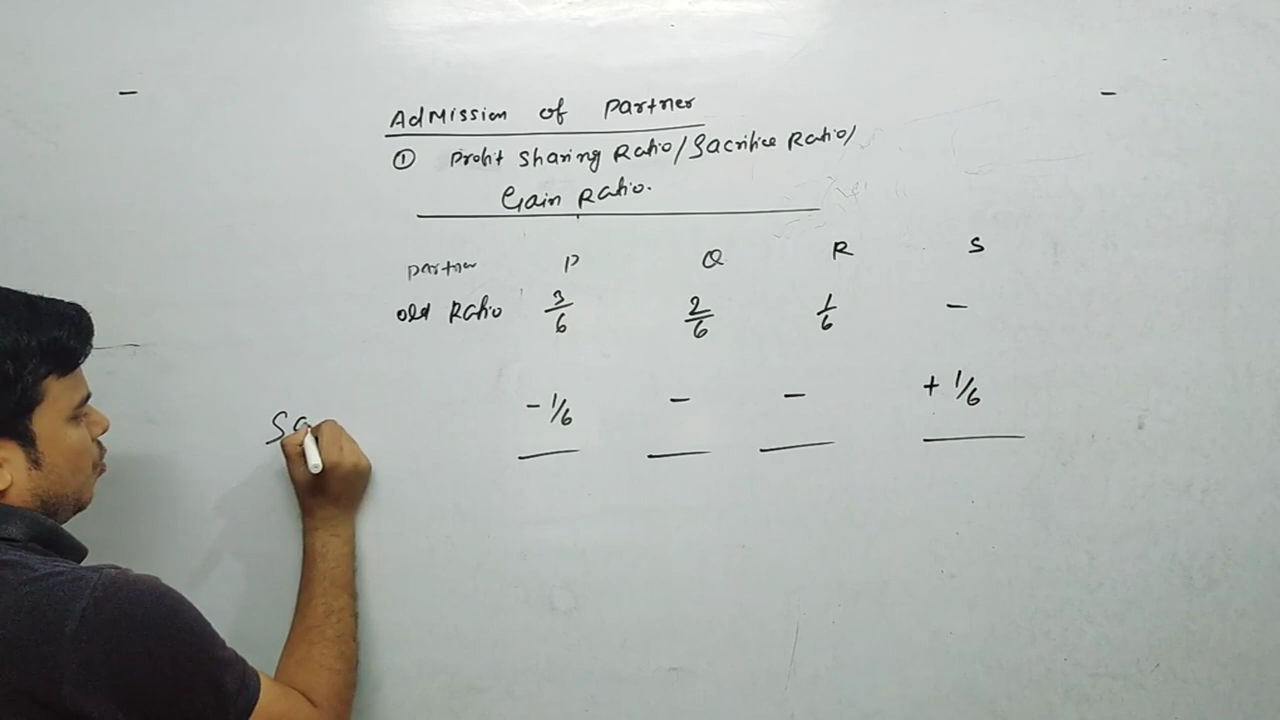 Admission of Partner
① Profit Sharing Ratio/Sacrifice Ratio/
Gain Ratio.
Partner P Q R S
old Ratio 3/6 2/6 1/6 -
Sa - 1/6 - - + 1/6